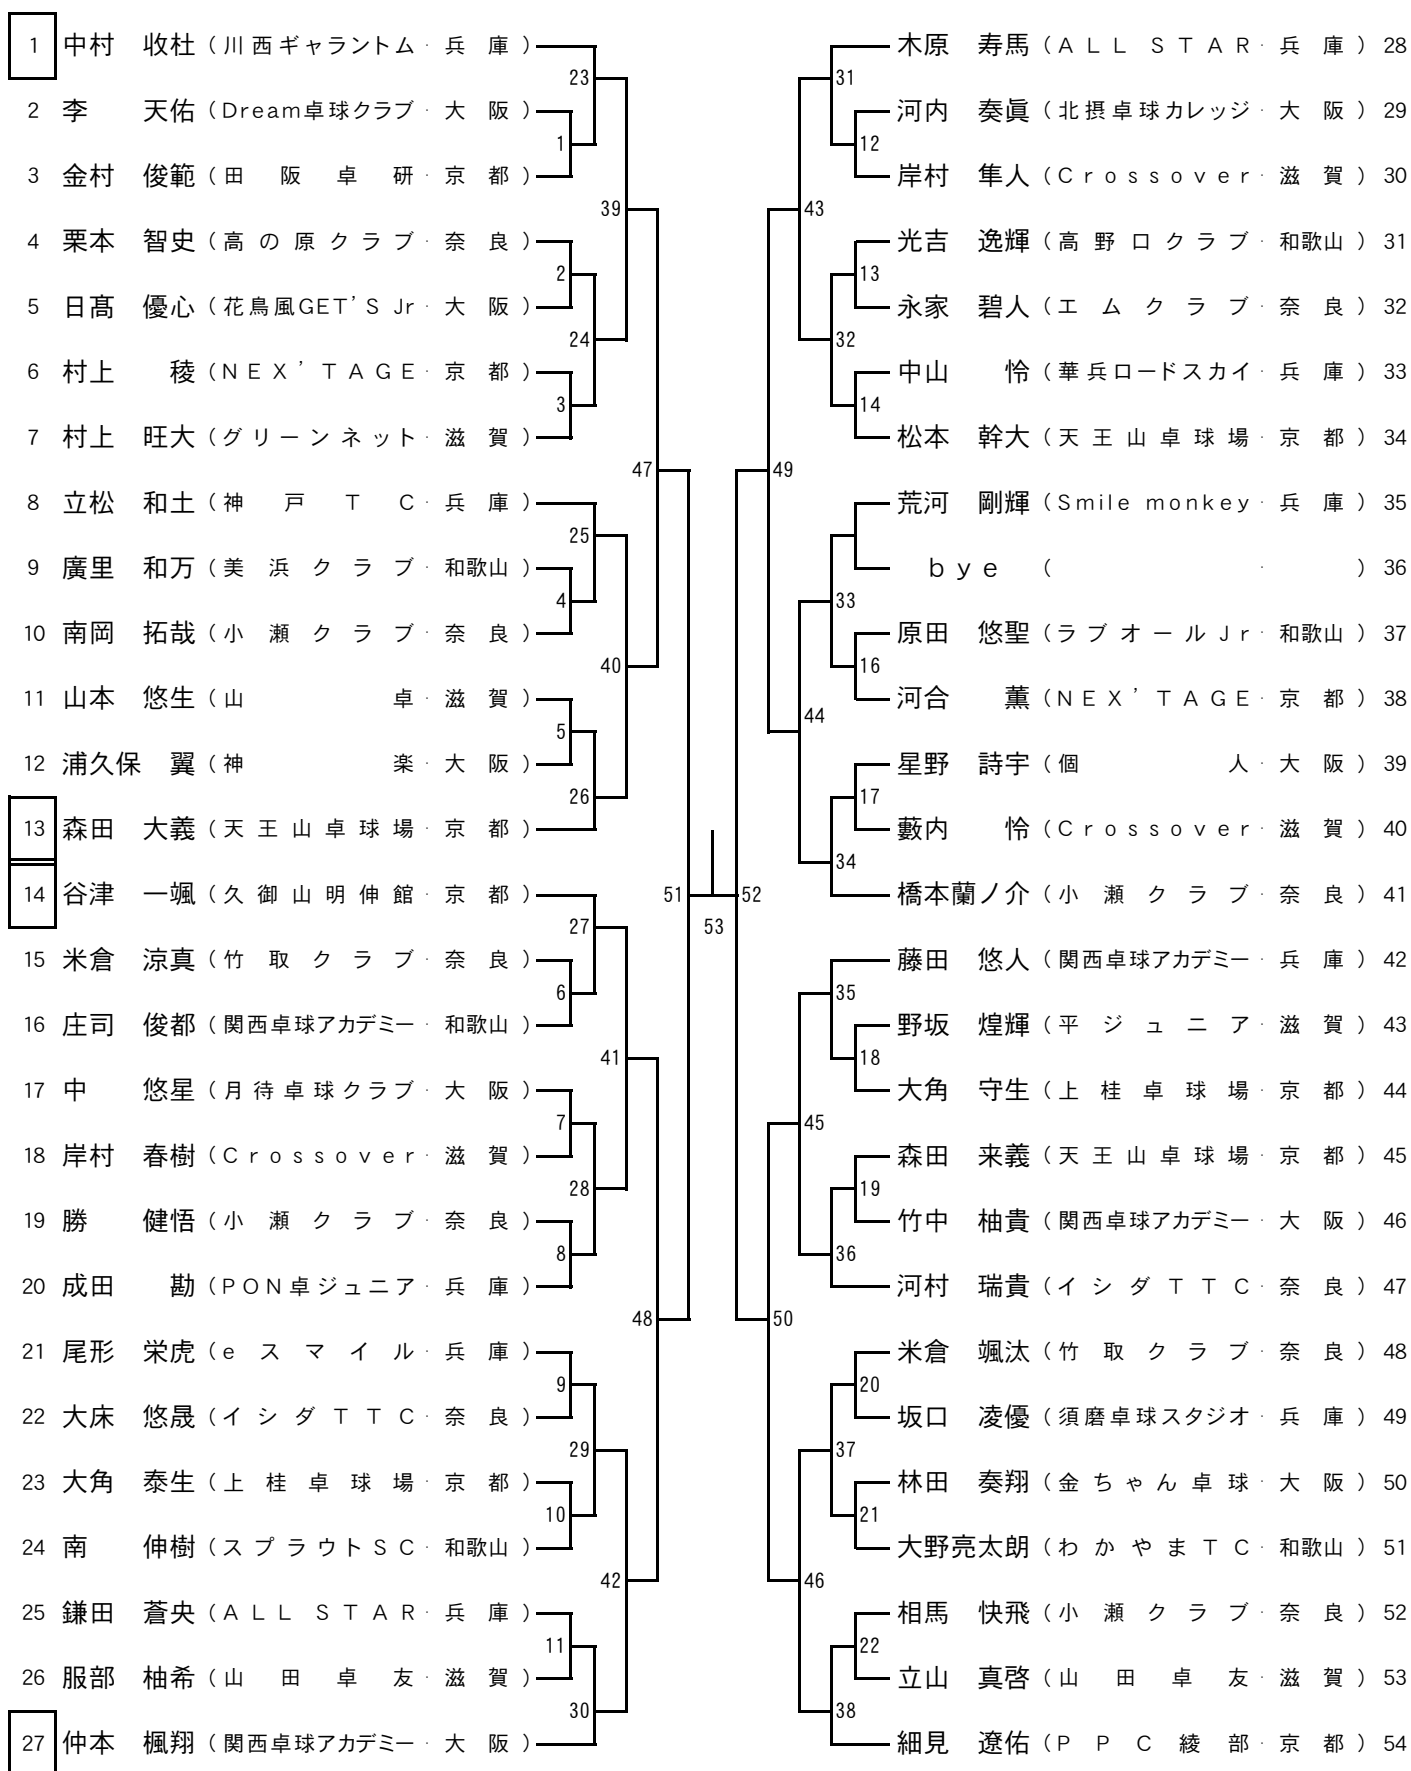 1 中村 收杜 (川西ギャラントム・兵庫)
23
2 李 天佑 (Dream卓球クラブ・大阪)
1
3 金村 俊範 (田阪卓研・京都)
39
4 栗本 智史 (高の原クラブ・奈良)
2
5 日髙 優心 (花鳥風GET'S Jr・大阪)
24
6 村上 稜 (NEX'TAGE・京都)
3
7 村上 旺大 (グリーンネット・滋賀)
47
8 立松 和土 (神戸TC・兵庫)
25
9 廣里 和万 (美浜クラブ・和歌山)
4
10 南岡 拓哉 (小瀬クラブ・奈良)
40
11 山本 悠生 (山卓・滋賀)
5
12 浦久保 翼 (神楽・大阪)
26
13 森田 大義 (天王山卓球場・京都)
14 谷津 一颯 (久御山明伸館・京都)
51
27
15 米倉 涼真 (竹取クラブ・奈良)
6
16 庄司 俊都 (関西卓球アカデミー・和歌山)
41
17 中 悠星 (月待卓球クラブ・大阪)
7
18 岸村 春樹 (Crossover・滋賀)
28
19 勝 健悟 (小瀬クラブ・奈良)
8
20 成田 勘 (PON卓ジュニア・兵庫)
48
21 尾形 栄虎 (eスマイル・兵庫)
9
22 大床 悠晟 (イシダTTC・奈良)
29
23 大角 泰生 (上桂卓球場・京都)
10
24 南 伸樹 (スプラウトSC・和歌山)
42
25 鎌田 蒼央 (ALL STAR・兵庫)
11
26 服部 柚希 (山田卓友・滋賀)
30
27 仲本 楓翔 (関西卓球アカデミー・大阪)
53
木原 寿馬 (ALL STAR・兵庫) 28
31
河内 奏眞 (北摂卓球カレッジ・大阪) 29
12
岸村 隼人 (Crossover・滋賀) 30
43
光吉 逸輝 (高野口クラブ・和歌山) 31
13
永家 碧人 (エムクラブ・奈良) 32
32
中山 怜 (華兵ロードスカイ・兵庫) 33
14
松本 幹大 (天王山卓球場・京都) 34
49
荒河 剛輝 (Smile monkey・兵庫) 35
bye ( ・ ) 36
33
原田 悠聖 (ラブオールJr・和歌山) 37
16
河合 薫 (NEX'TAGE・京都) 38
44
星野 詩宇 (個人・大阪) 39
17
藪内 怜 (Crossover・滋賀) 40
34
橋本蘭ノ介 (小瀬クラブ・奈良) 41
52
藤田 悠人 (関西卓球アカデミー・兵庫) 42
35
野坂 煌輝 (平ジュニア・滋賀) 43
18
大角 守生 (上桂卓球場・京都) 44
45
森田 来義 (天王山卓球場・京都) 45
19
竹中 柚貴 (関西卓球アカデミー・大阪) 46
36
河村 瑞貴 (イシダTTC・奈良) 47
50
米倉 颯汰 (竹取クラブ・奈良) 48
20
坂口 凌優 (須磨卓球スタジオ・兵庫) 49
37
林田 奏翔 (金ちゃん卓球・大阪) 50
21
大野亮太朗 (わかやまTC・和歌山) 51
46
相馬 快飛 (小瀬クラブ・奈良) 52
22
立山 真啓 (山田卓友・滋賀) 53
38
細見 遼佑 (PPC綾部・京都) 54